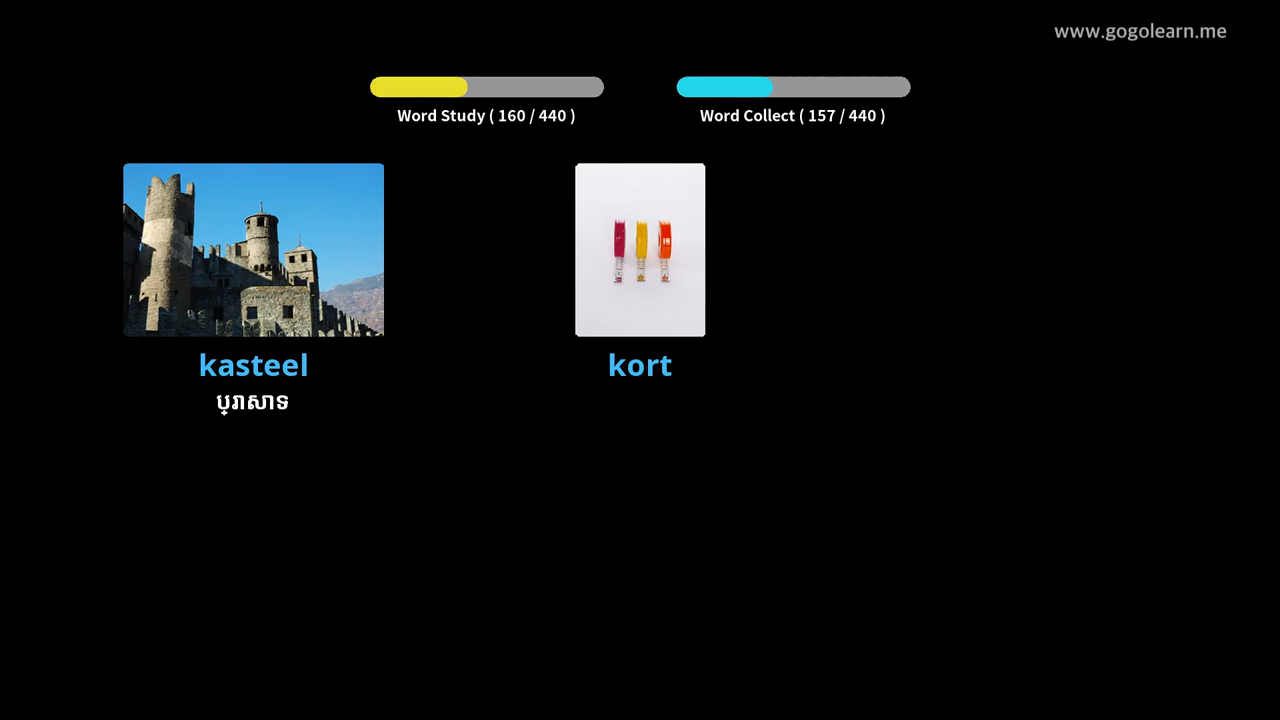 www.gogolearn.me
Word Study ( 160 / 440 )
Word Collect ( 157 / 440 )
kasteel
ប្រាសាទ
kort